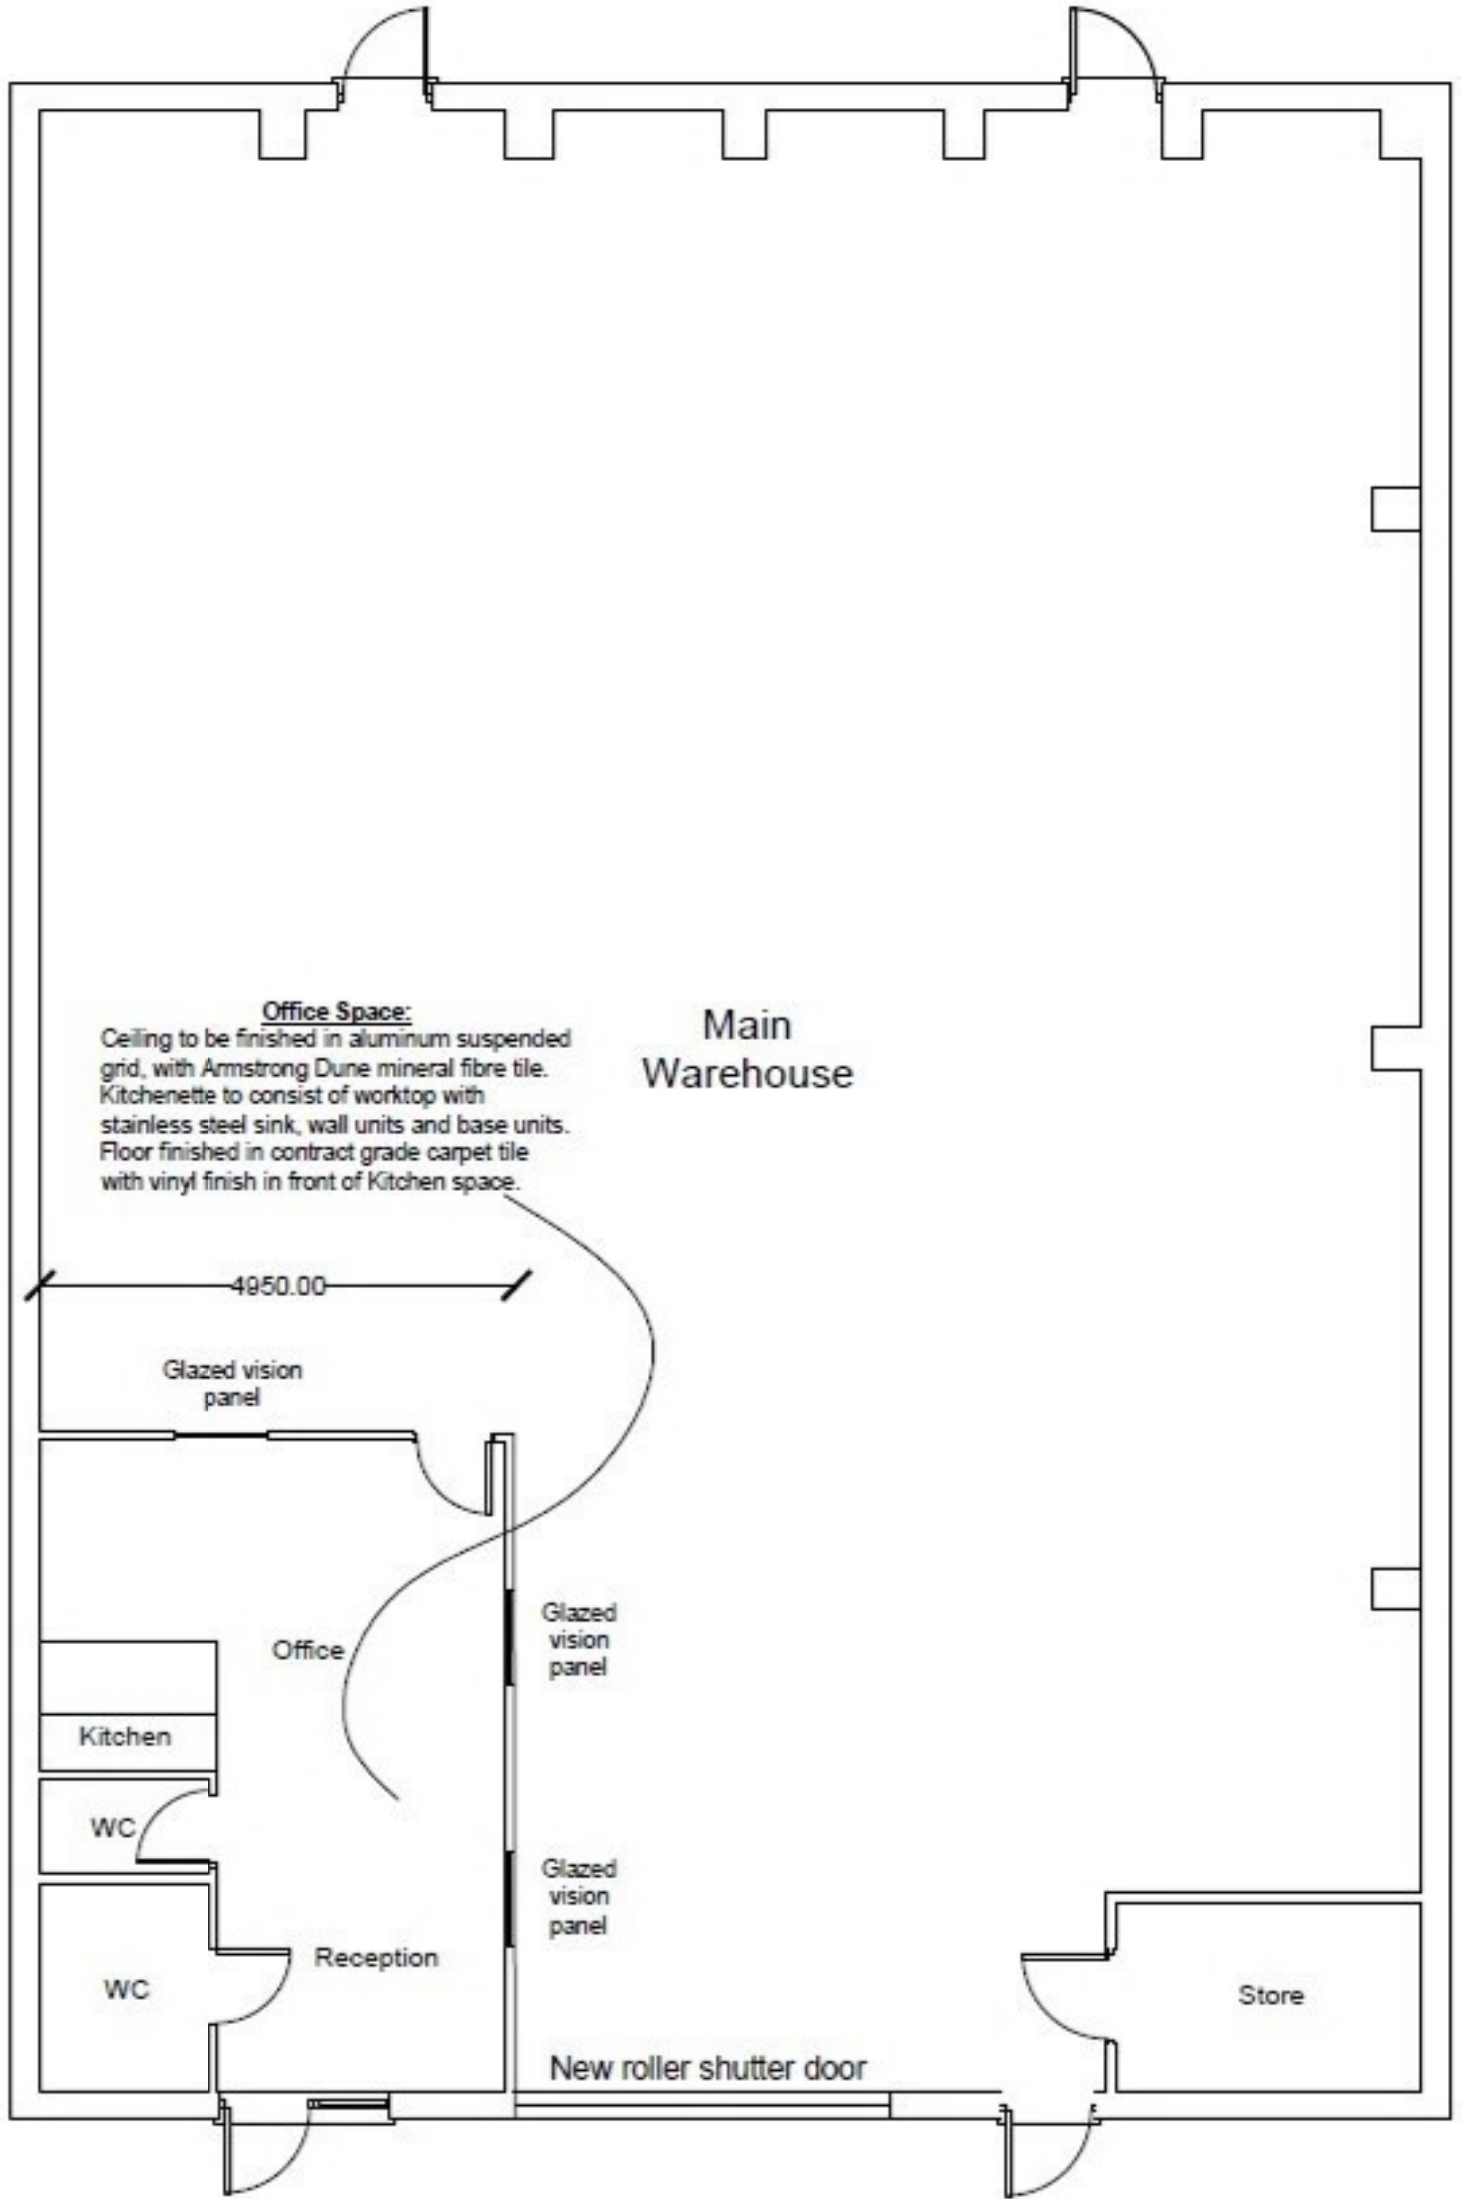 Office Space:
Ceiling to be finished in aluminum suspended
grid, with Armstrong Dune mineral fibre tile.
Kitchenette to consist of worktop with
stainless steel sink, wall units and base units.
Floor finished in contract grade carpet tile
with vinyl finish in front of Kitchen space.
Main
Warehouse
4950.00
Glazed vision
panel
Glazed
vision
panel
Office
Kitchen
WC
Glazed
vision
panel
Reception
WC
Store
New roller shutter door